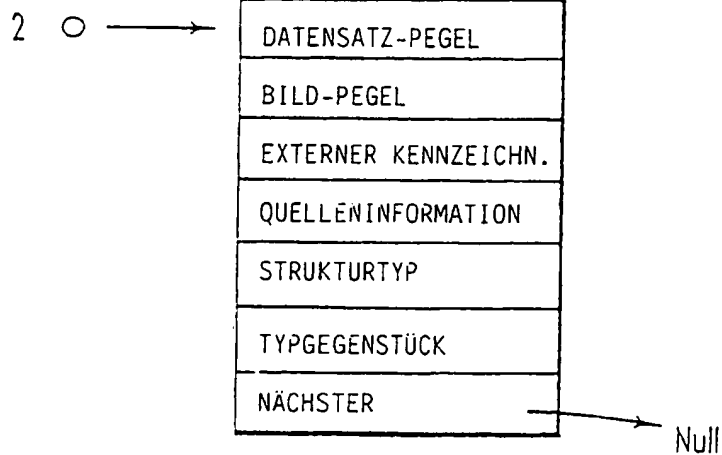 2
DATENSATZ-PEGEL
BILD-PEGEL
EXTERNER KENNZEICHN.
QUELLENINFORMATION
STRUKTURTYP
TYPGEGENSTÜCK
NÄCHSTER
Null